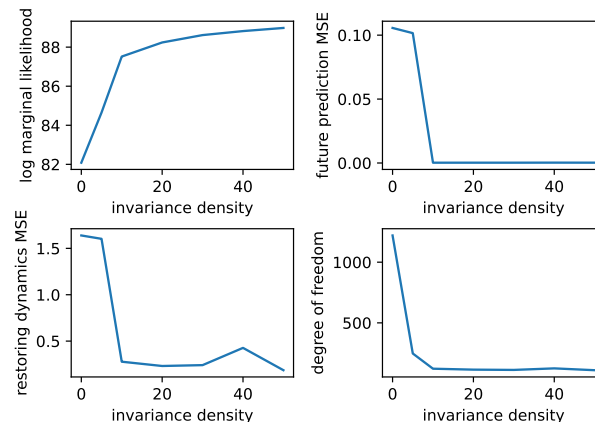 log marginal likelihood
88
86
84
82
0 20 40
invariance density
future prediction MSE
0.10
0.05
0.00
0 20 40
invariance density
restoring dynamics MSE
1.5
1.0
0.5
0 20 40
invariance density
degree of freedom
1000
500
0 20 40
invariance density